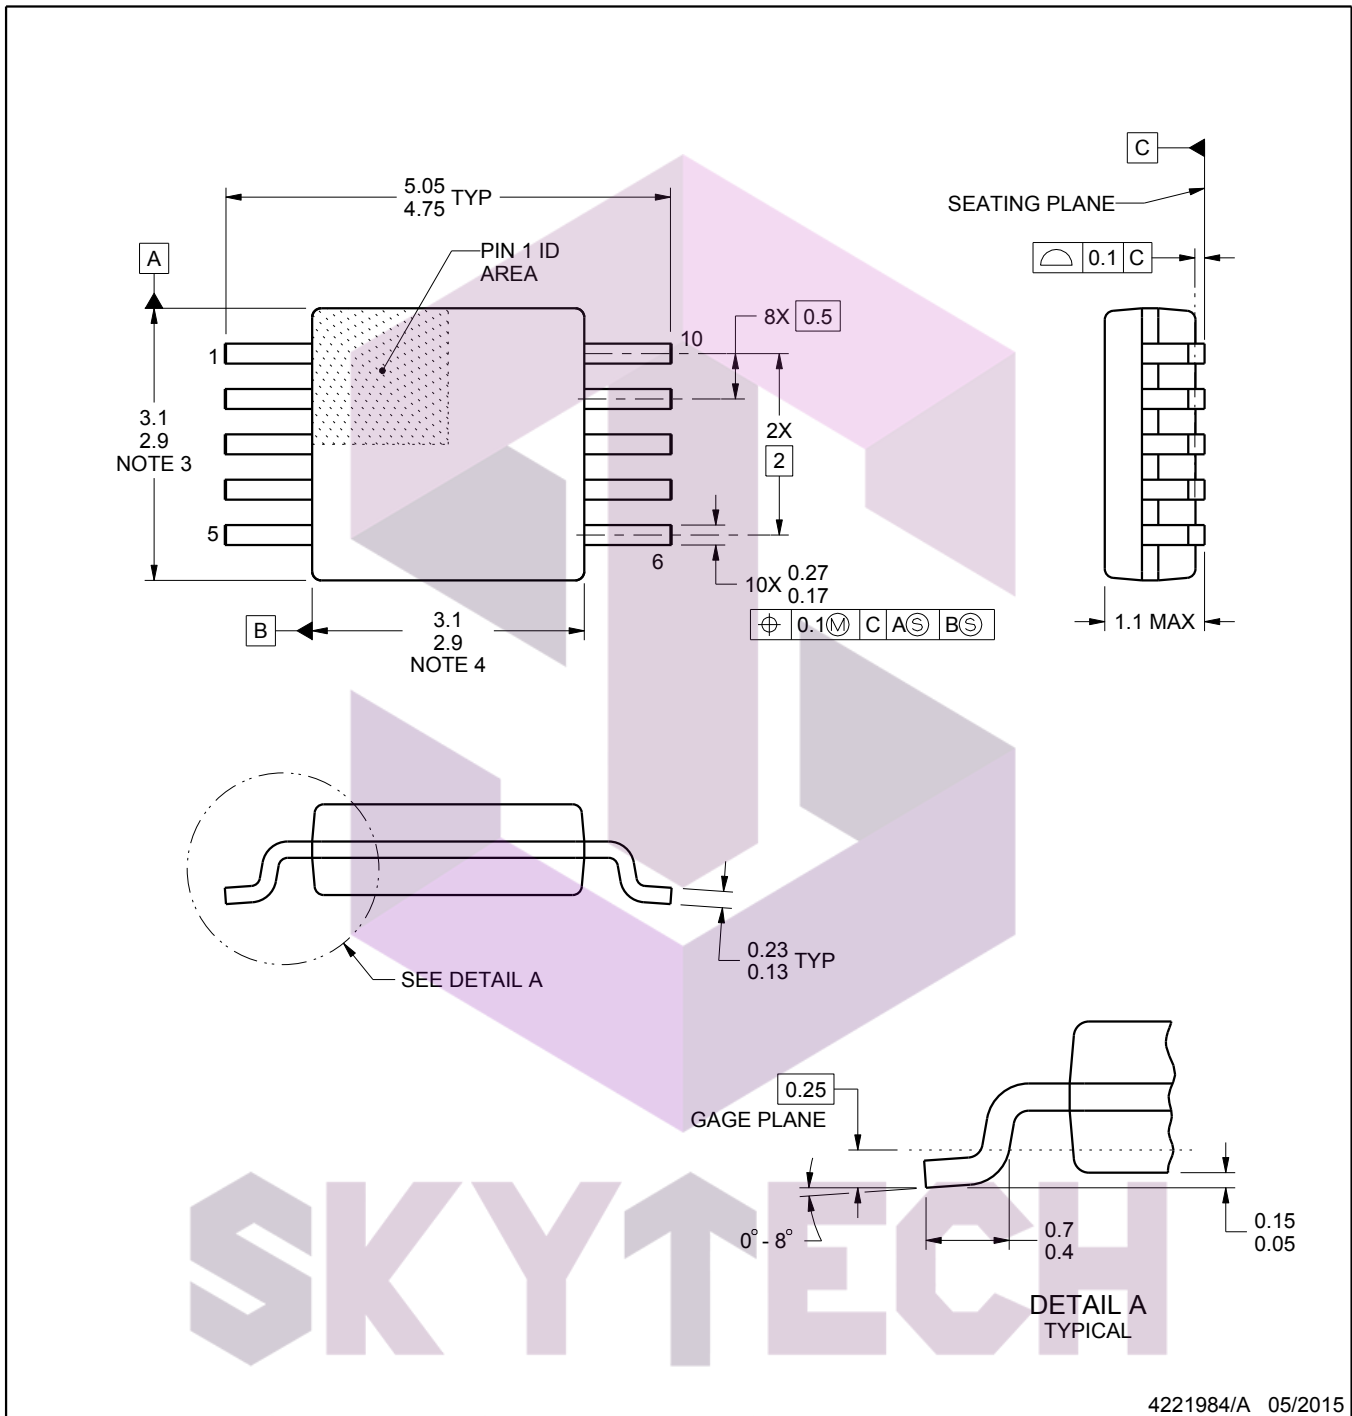 C
SEATING PLANE
0.1 C
5.05
4.75 TYP
PIN 1 ID
AREA
A
8X 0.5
1
10
3.1
2.9
NOTE 3
2X
2
5
6
10X 0.27
0.17
0.1Ⓜ C AⓈ BⓈ
1.1 MAX
B
3.1
2.9
NOTE 4
0.23
0.13 TYP
SEE DETAIL A
0.25
GAGE PLANE
0° - 8°
0.7
0.4
0.15
0.05
DETAIL A
TYPICAL
SKYTECH
4221984/A 05/2015